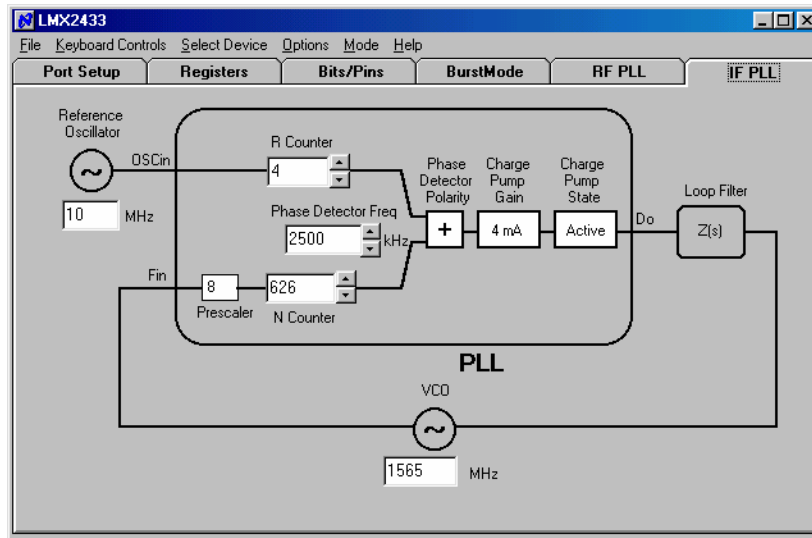 LMX2433
File Keyboard Controls Select Device Options Mode Help
Port Setup Registers Bits/Pins BurstMode RF PLL IF PLL
Reference
Oscillator
OSCin
10 MHz
R Counter
4
Phase Detector Freq
2500 kHz
Fin
8
Prescaler
626
N Counter
Phase
Detector
Polarity
+
Charge
Pump
Gain
4 mA
Charge
Pump
State
Active
Do
Loop Filter
Z(s)
PLL
VCO
1565 MHz